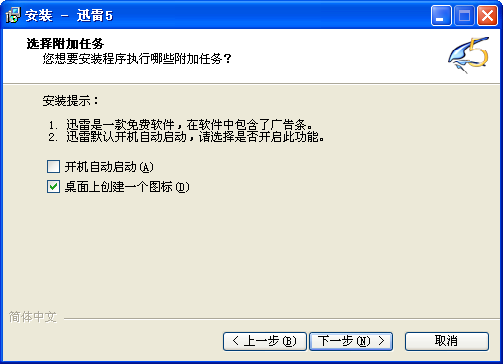 安装 - 迅雷5
选择附加任务
您想要安装程序执行哪些附加任务？
安装提示：
1. 迅雷是一款免费软件，在软件中包含了广告条。
2. 迅雷默认开机自动启动，请选择是否开启此功能。
开机自动启动(A)
桌面上创建一个图标(D)
简体中文
< 上一步(B)
下一步(N) >
取消